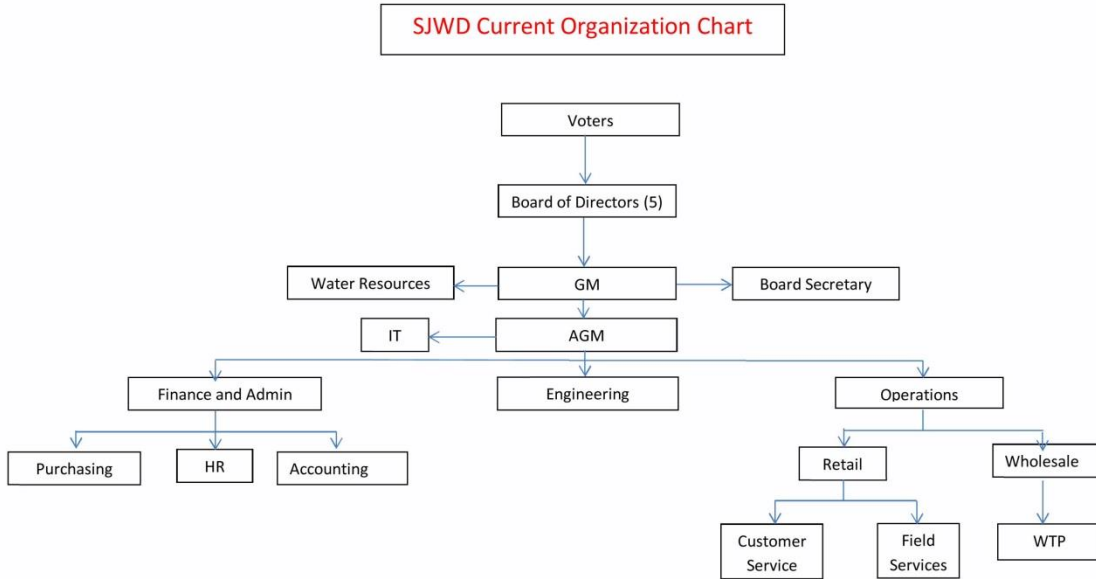 SJWD Current Organization Chart
Voters
Board of Directors (5)
Water Resources
GM
Board Secretary
IT
AGM
Finance and Admin
Engineering
Operations
Purchasing
HR
Accounting
Retail
Wholesale
Customer
Service
Field
Services
WTP